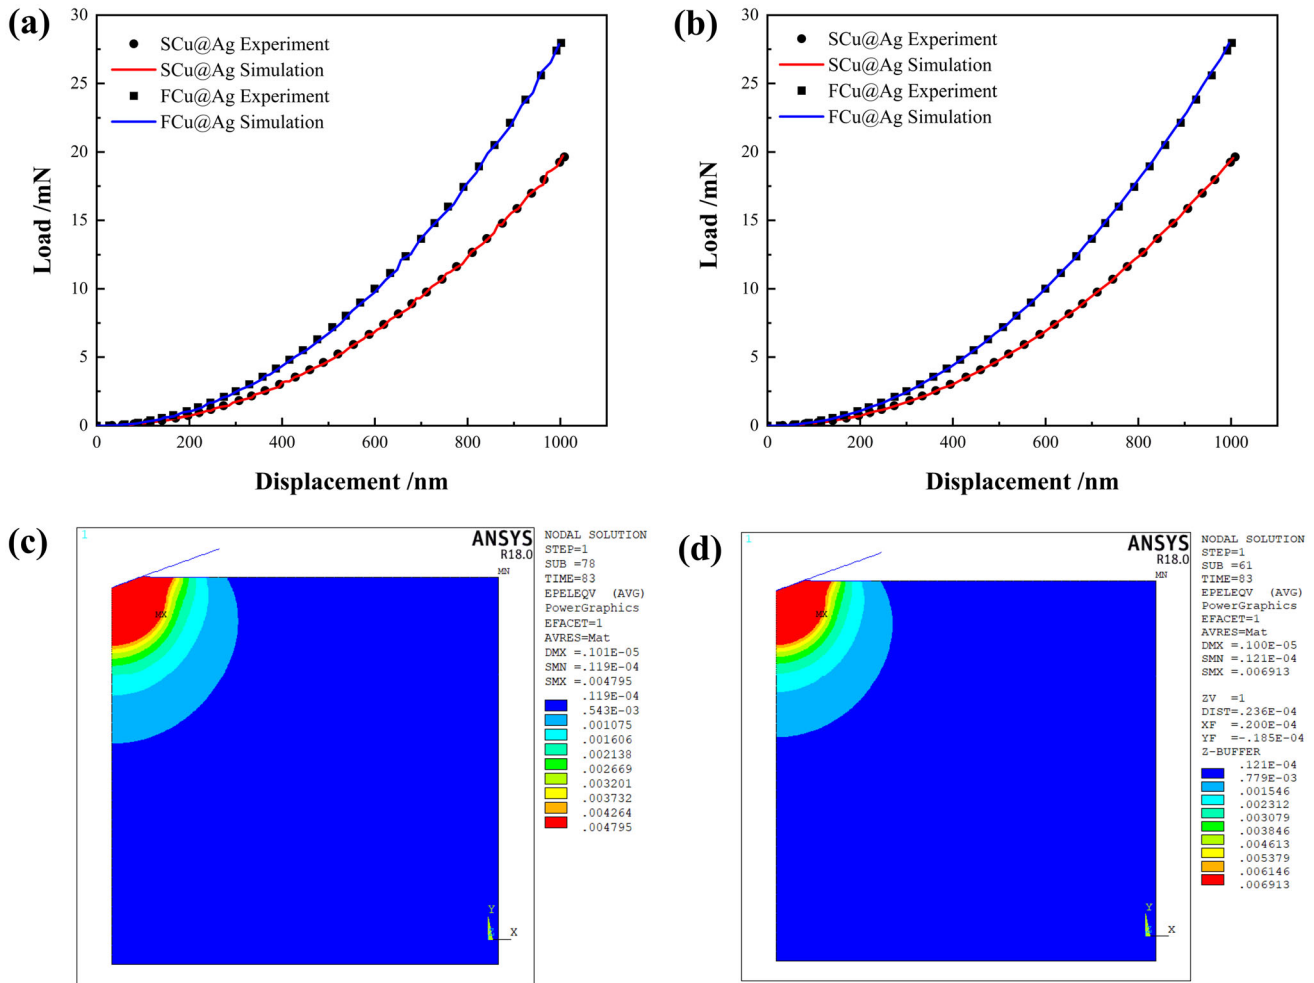 (a)
30
25
20
15
10
5
0
0 200 400 600 800 1000
Load /mN
Displacement /nm
SCu@Ag Experiment
SCu@Ag Simulation
FCu@Ag Experiment
FCu@Ag Simulation
(b)
30
25
20
15
10
5
0
0 200 400 600 800 1000
Load /mN
Displacement /nm
SCu@Ag Experiment
SCu@Ag Simulation
FCu@Ag Experiment
FCu@Ag Simulation
(c)
1
ANSYS
R18.0
MN
MX
Y
X
NODAL SOLUTION
STEP=1
SUB =78
TIME=83
EPELEQV (AVG)
PowerGraphics
EFACET=1
AVRES=Mat
DMX =.101E-05
SMN =.119E-04
SMX =.004795
.119E-04
.543E-03
.001075
.001606
.002138
.002669
.003201
.003732
.004264
.004795
(d)
1
ANSYS
R18.0
MN
MX
Y
X
NODAL SOLUTION
STEP=1
SUB =61
TIME=83
EPELEQV (AVG)
PowerGraphics
EFACET=1
AVRES=Mat
DMX =.100E-05
SMN =.121E-04
SMX =.006913
ZV =1
DIST=.236E-04
XF =.200E-04
YF =-.185E-04
Z-BUFFER
.121E-04
.779E-03
.001546
.002312
.003079
.003846
.004613
.005379
.006146
.006913